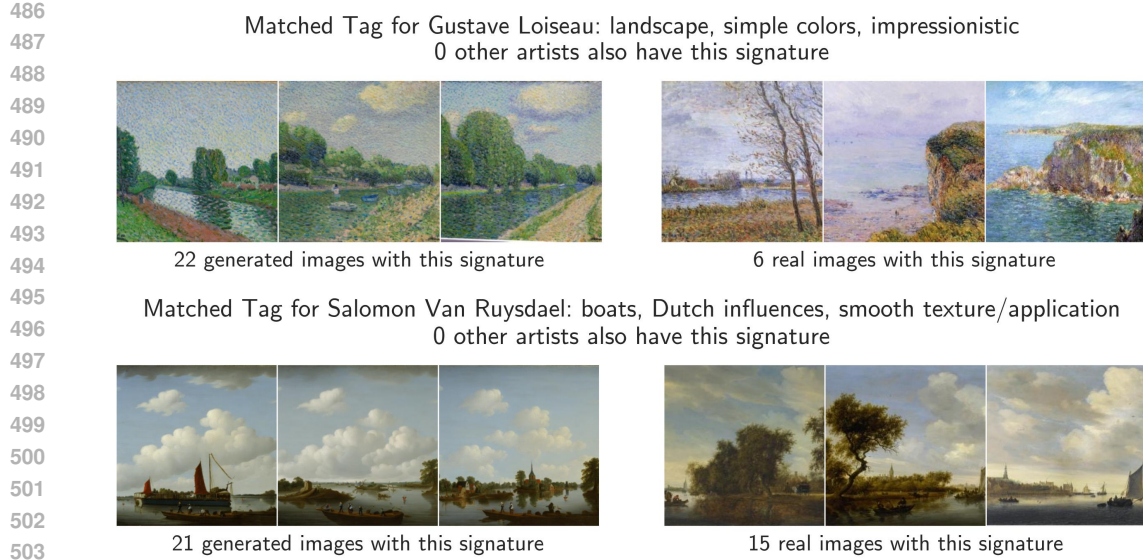 486
487
488
489
490
491
492
493
494
495
496
497
498
499
500
501
502
503
Matched Tag for Gustave Loiseau: landscape, simple colors, impressionistic
0 other artists also have this signature
22 generated images with this signature
6 real images with this signature
Matched Tag for Salomon Van Ruysdael: boats, Dutch influences, smooth texture/application
0 other artists also have this signature
21 generated images with this signature
15 real images with this signature